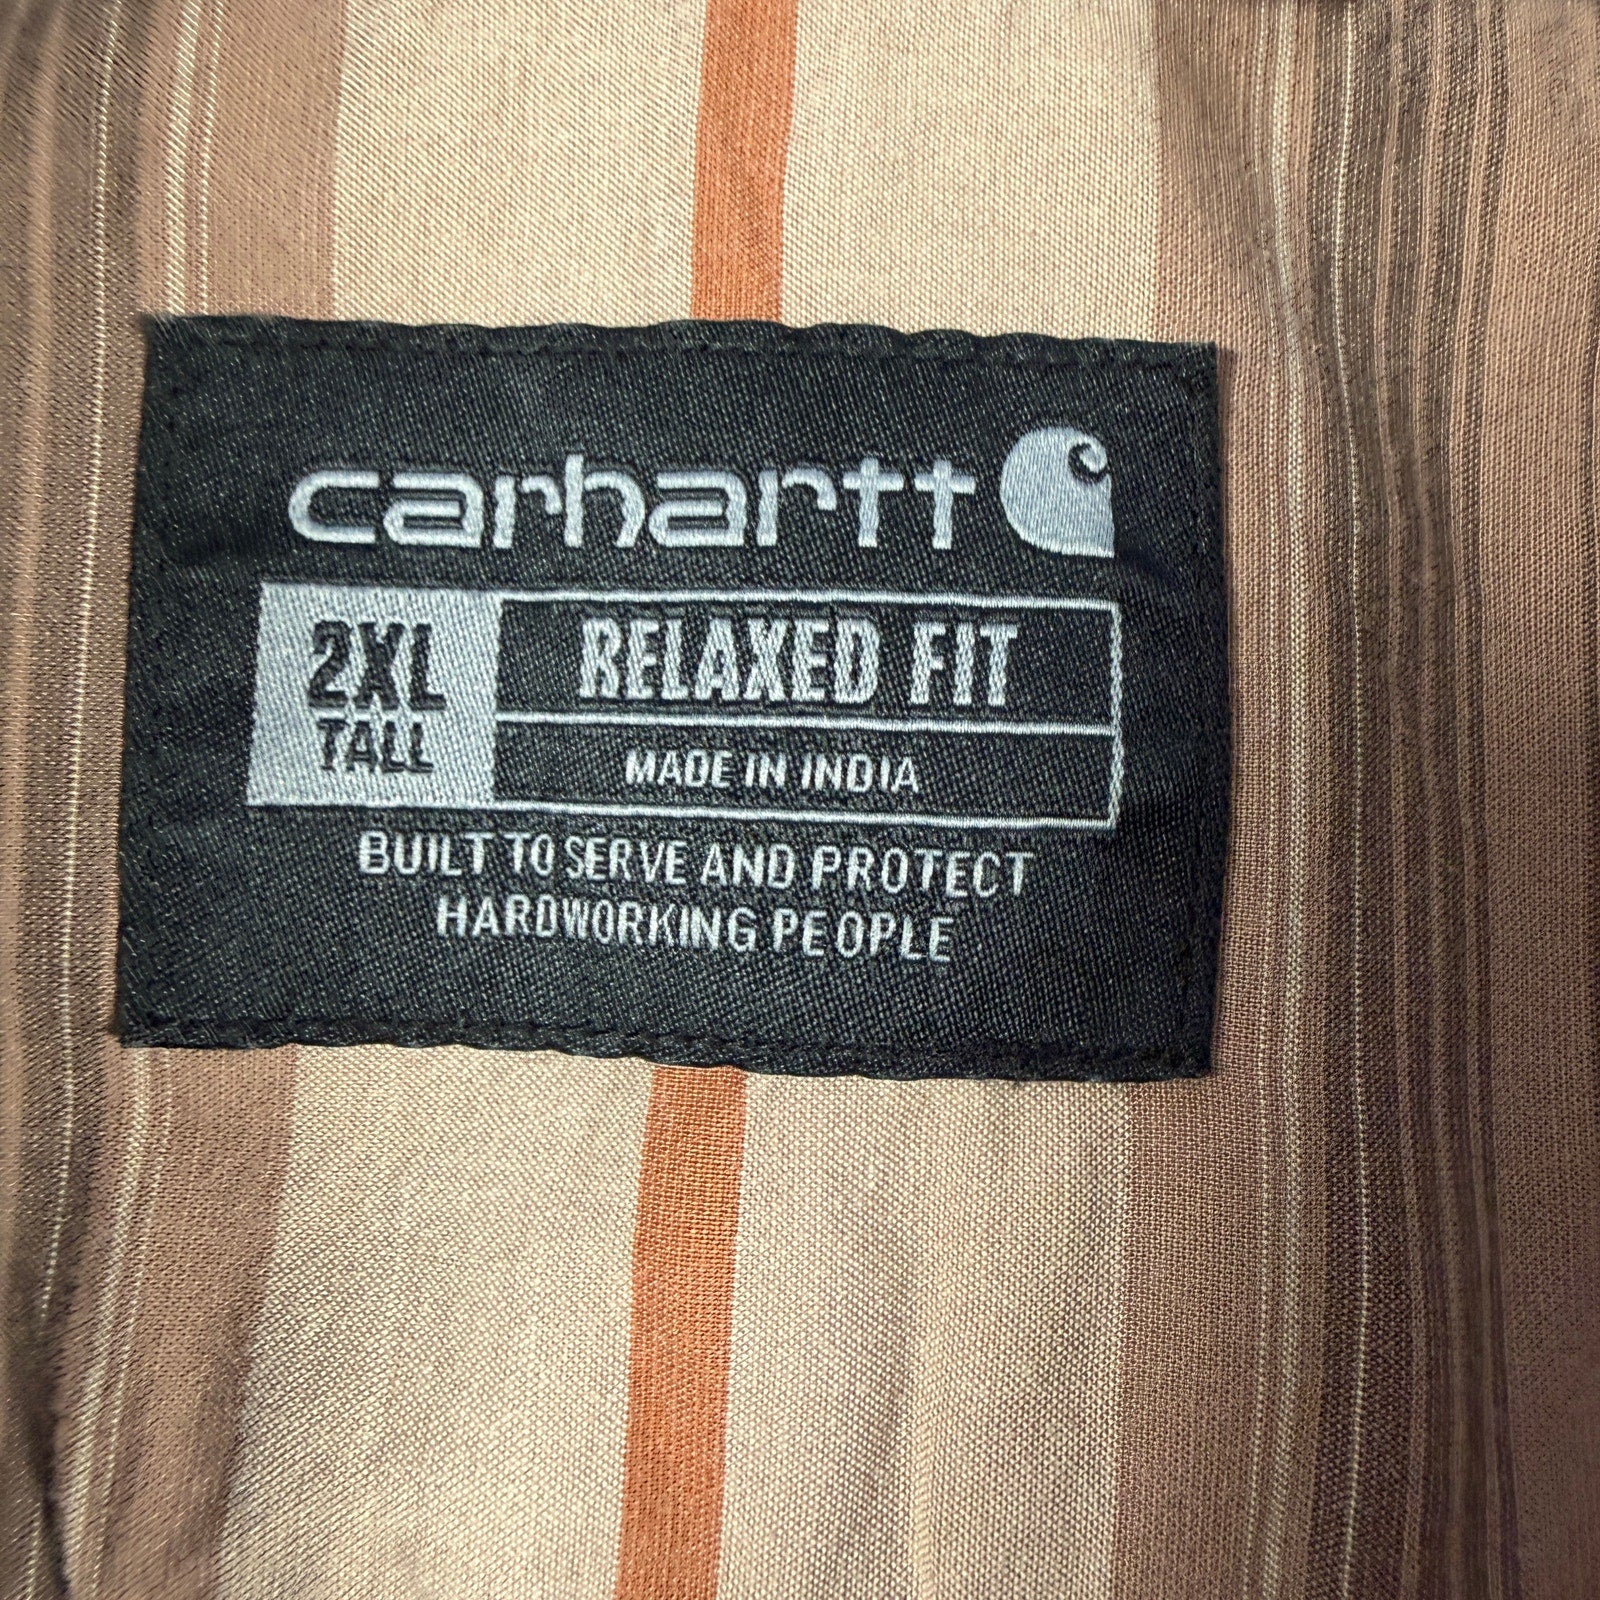 carhartt
2XL
TALL
RELAXED FIT
MADE IN INDIA
BUILT TO SERVE AND PROTECT
HARDWORKING PEOPLE